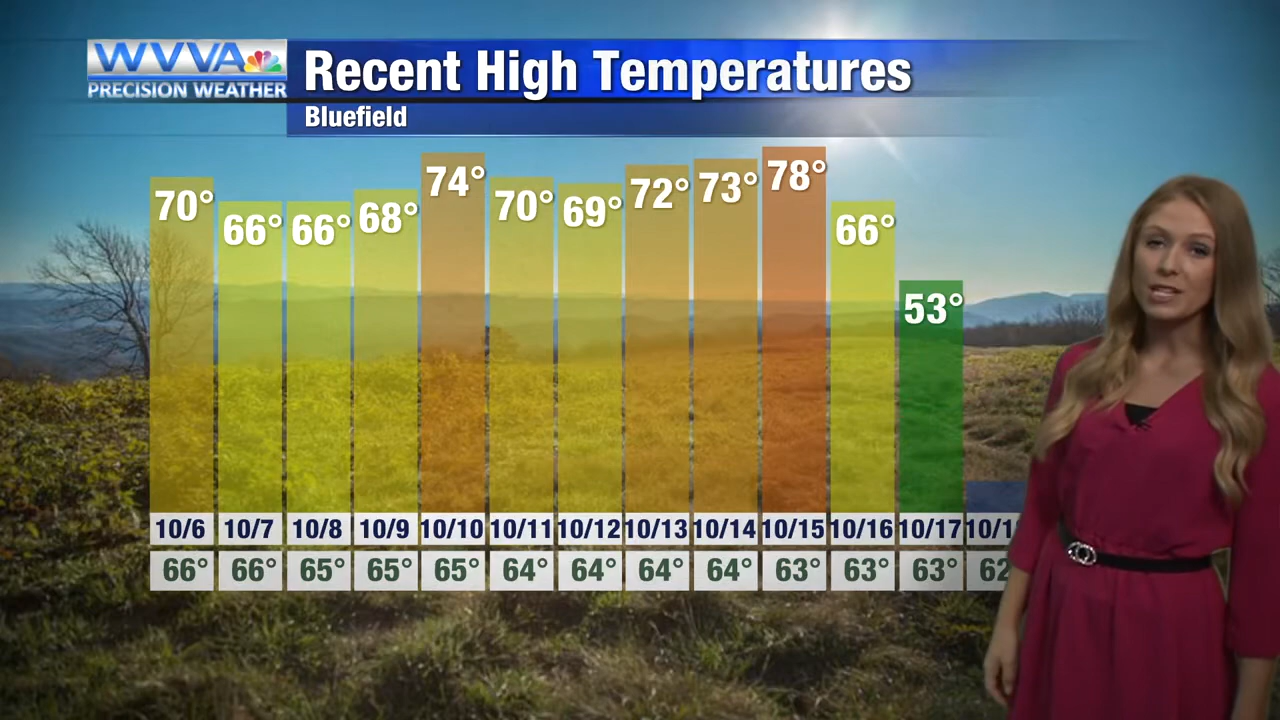 WVVA
PRECISION WEATHER
Recent High Temperatures
Bluefield
70° 66° 66° 68° 74° 70° 69° 72° 73° 78° 66° 53°
10/6 10/7 10/8 10/9 10/10 10/11 10/12 10/13 10/14 10/15 10/16 10/17
66° 66° 65° 65° 65° 64° 64° 64° 64° 63° 63° 63° 62